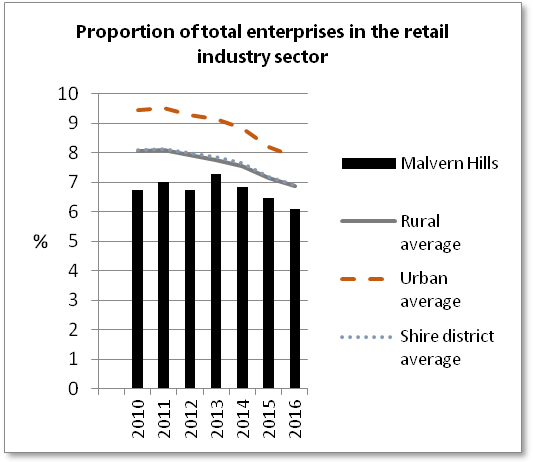 Proportion of total enterprises in the retail
industry sector
10
9
8
7
6
5
4
3
2
1
0
%
2010
2011
2012
2013
2014
2015
2016
Malvern Hills
Rural
average
Urban
average
Shire district
average